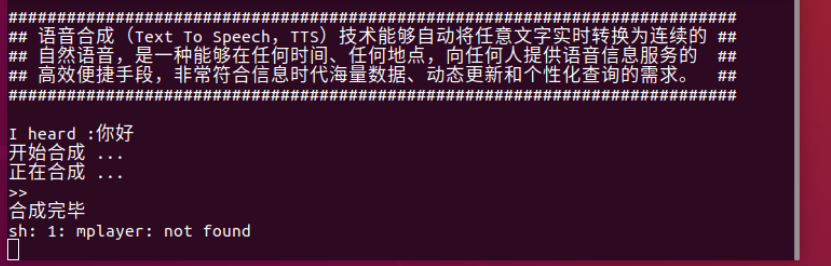 ###########################################################################
## 语音合成（Text To Speech，TTS）技术能够自动将任意文字实时转换为连续的 ##
## 自然语音，是一种能够在任何时间、任何地点，向任何人提供语音信息服务的  ##
## 高效便捷手段，非常符合信息时代海量数据、动态更新和个性化查询的需求。  ##
###########################################################################
I heard :你好
开始合成 ...
正在合成 ...
>>
合成完毕
sh: 1: mplayer: not found